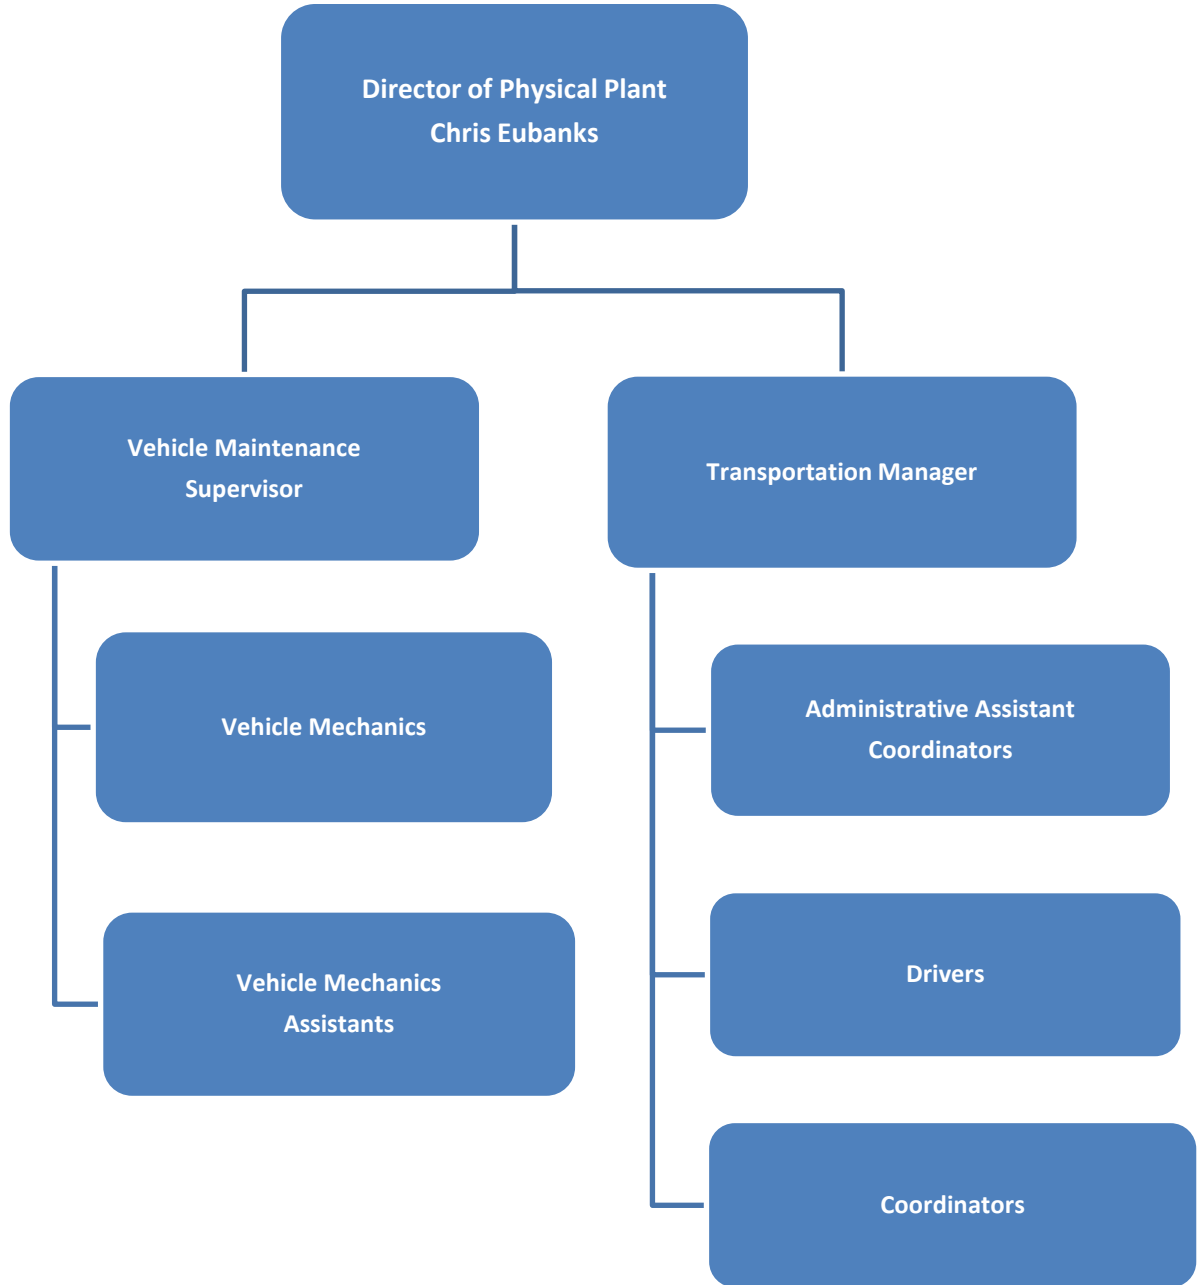 Director of Physical Plant
Chris Eubanks
Vehicle Maintenance
Supervisor
Transportation Manager
Vehicle Mechanics
Administrative Assistant
Coordinators
Vehicle Mechanics
Assistants
Drivers
Coordinators